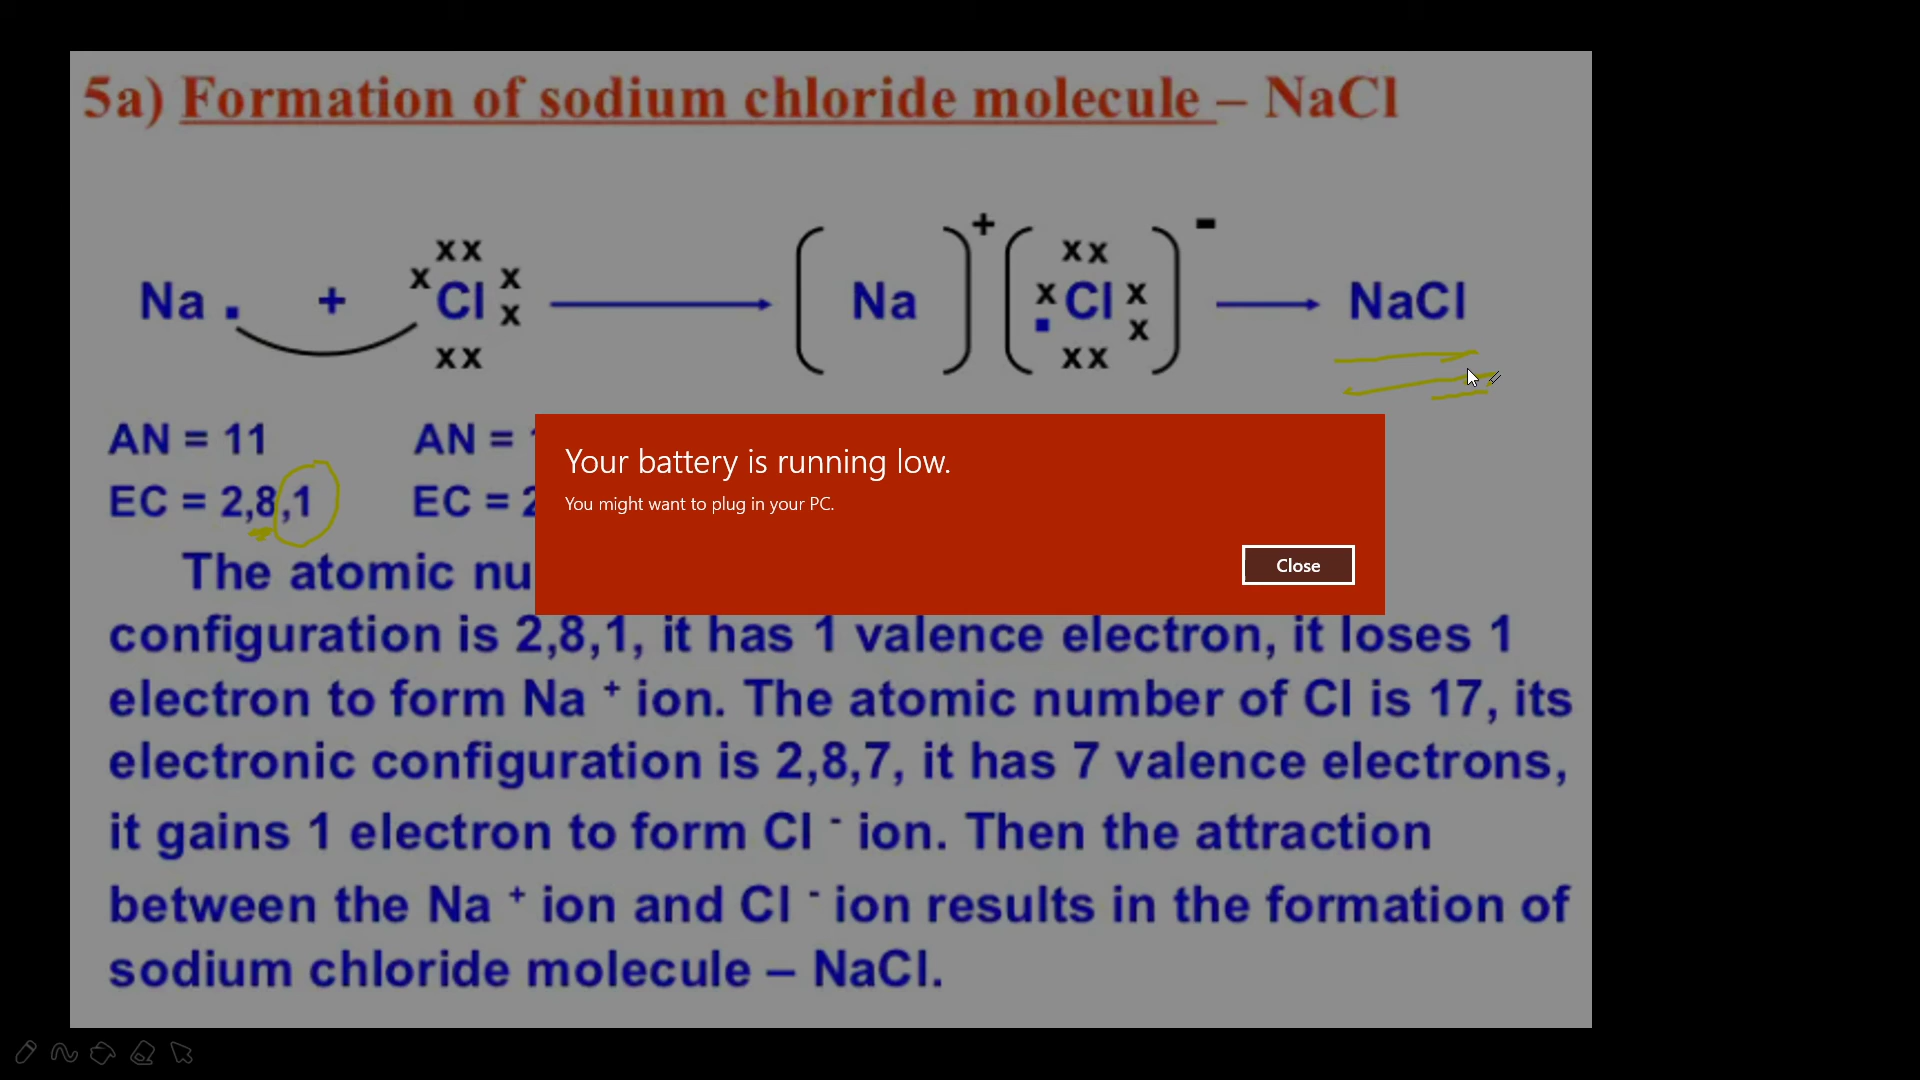 5a) Formation of sodium chloride molecule – NaCl
xx xx
+ -
Na . + x Cl x x Na x Cl x x NaCl
xx xx
AN = 11 AN =
EC = 2,8,1 EC = 2
Your battery is running low.
You might want to plug in your PC.
Close
The atomic nu
configuration is 2,8,1, it has 1 valence electron, it loses 1
electron to form Na + ion. The atomic number of Cl is 17, its
electronic configuration is 2,8,7, it has 7 valence electrons,
it gains 1 electron to form Cl - ion. Then the attraction
between the Na + ion and Cl - ion results in the formation of
sodium chloride molecule – NaCl.